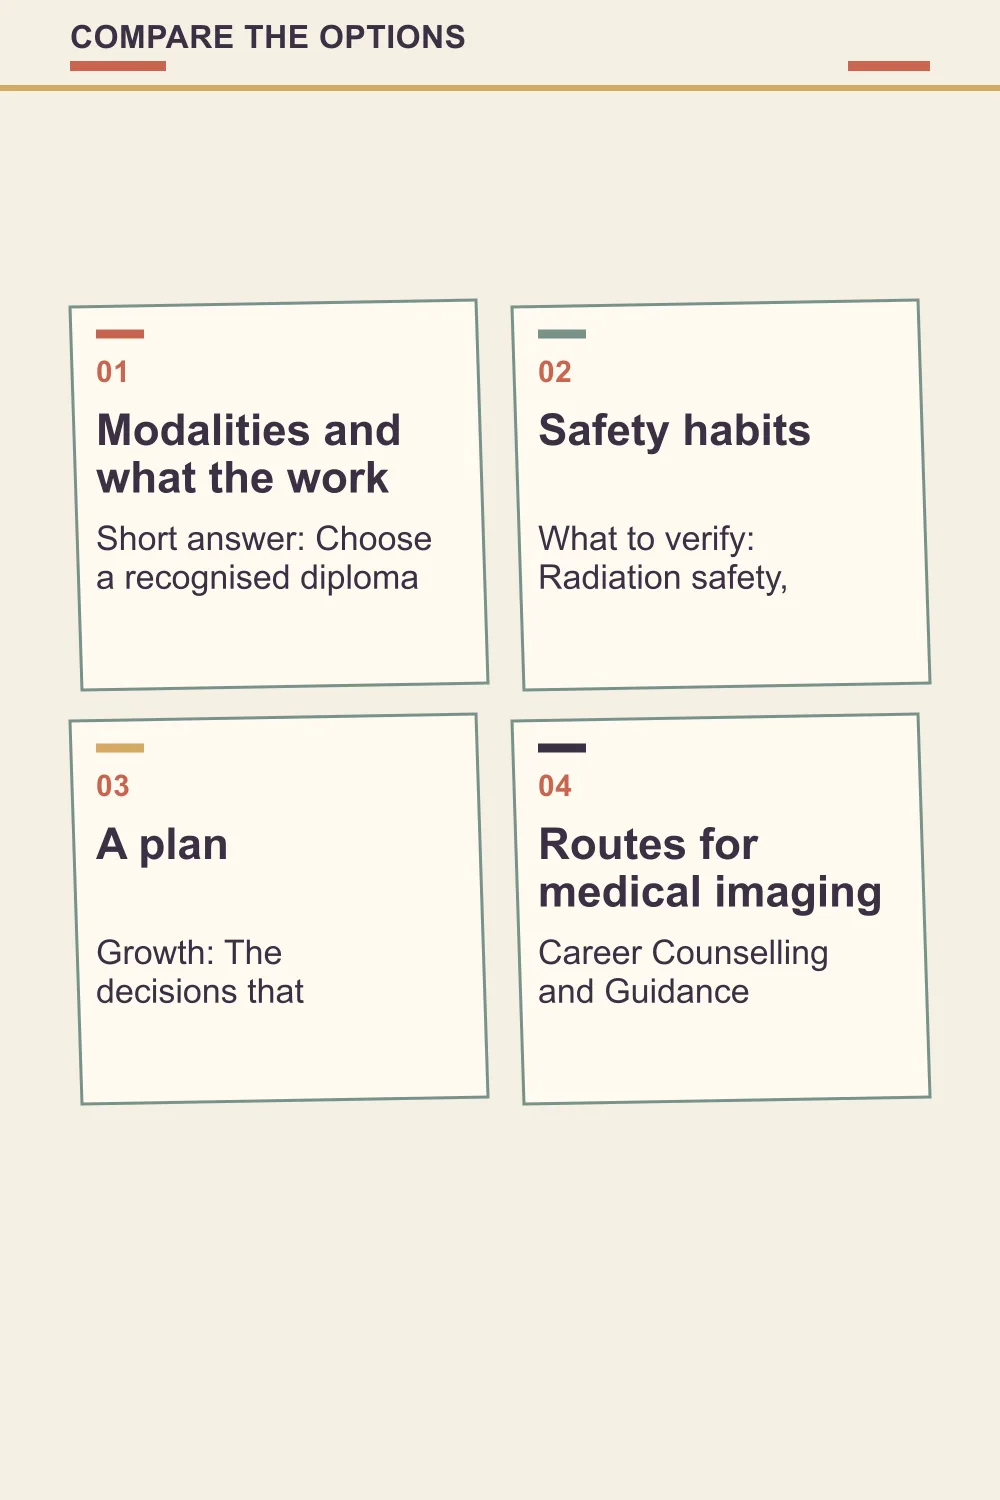 COMPARE THE OPTIONS
01
Modalities and
what the work
Short answer: Choose
a recognised diploma
02
Safety habits
What to verify:
Radiation safety,
03
A plan
Growth: The
decisions that
04
Routes for
medical imaging
Career Counselling
and Guidance